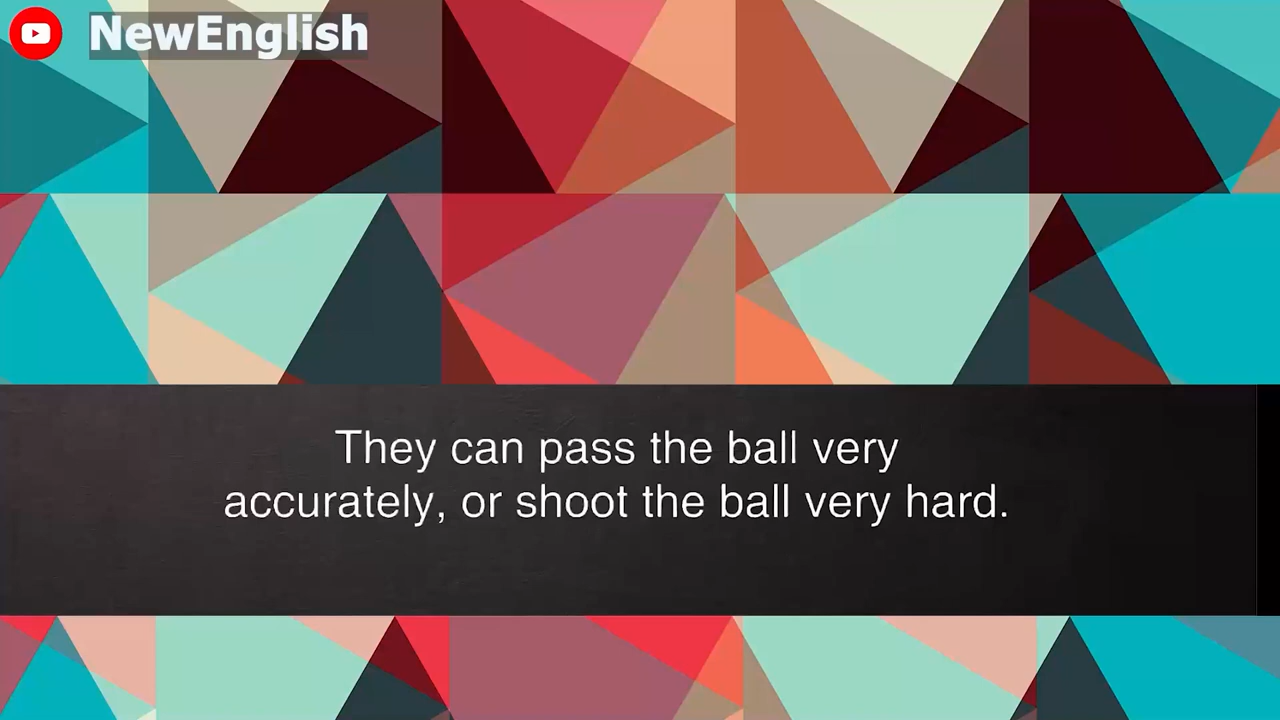 NewEnglish
They can pass the ball very
accurately, or shoot the ball very hard.